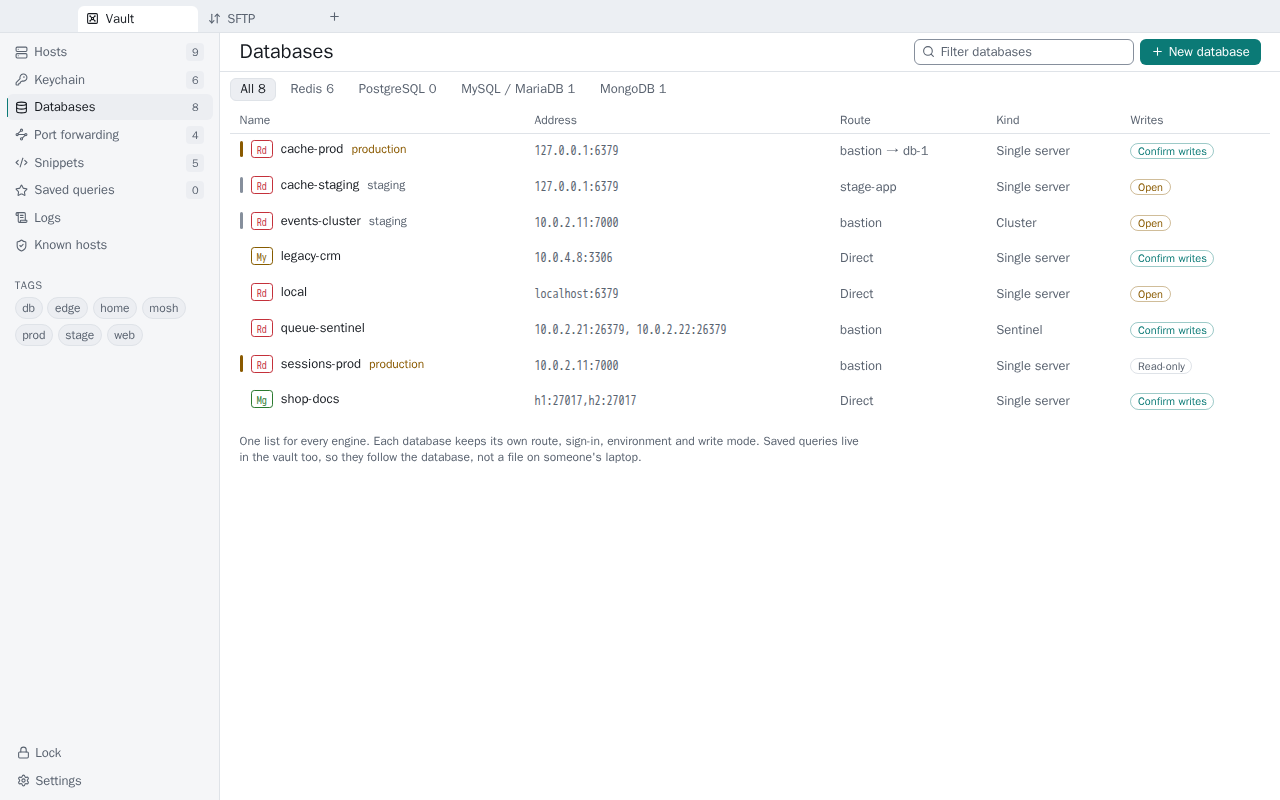 Vault
SFTP
Hosts 9
Keychain 6
Databases 8
Port forwarding 4
Snippets 5
Saved queries 0
Logs
Known hosts
TAGS
db edge home mosh
prod stage web
Lock
Settings
Databases
Filter databases
New database
All 8 Redis 6 PostgreSQL 0 MySQL / MariaDB 1 MongoDB 1
Name Address Route Kind Writes
Rd cache-prod production 127.0.0.1:6379 bastion → db-1 Single server Confirm writes
Rd cache-staging staging 127.0.0.1:6379 stage-app Single server Open
Rd events-cluster staging 10.0.2.11:7000 bastion Cluster Open
My legacy-crm 10.0.4.8:3306 Direct Single server Confirm writes
Rd local localhost:6379 Direct Single server Open
Rd queue-sentinel 10.0.2.21:26379, 10.0.2.22:26379 bastion Sentinel Confirm writes
Rd sessions-prod production 10.0.2.11:7000 bastion Single server Read-only
Mg shop-docs h1:27017,h2:27017 Direct Single server Confirm writes
One list for every engine. Each database keeps its own route, sign-in, environment and write mode. Saved queries live
in the vault too, so they follow the database, not a file on someone's laptop.